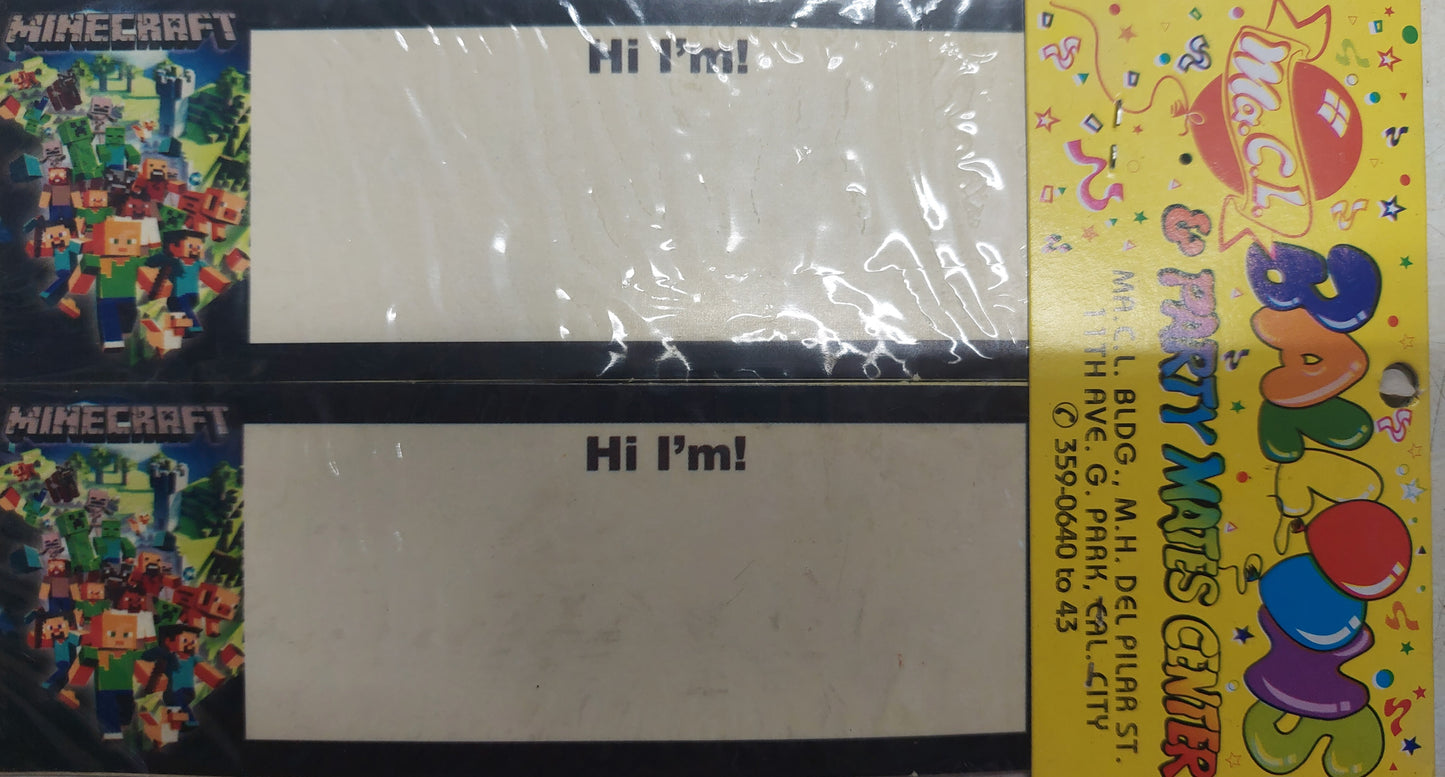 MINECRAFT
Hi I'm!
MINECRAFT
Hi I'm!
Ma.C.L.
BALLOONS
& PARTY MATES CENTER
MA.C.L. BLDG., M.H. DEL PILAR ST.
11TH AVE. G. PARK, CAL. CITY
✆ 359-0640 to 43